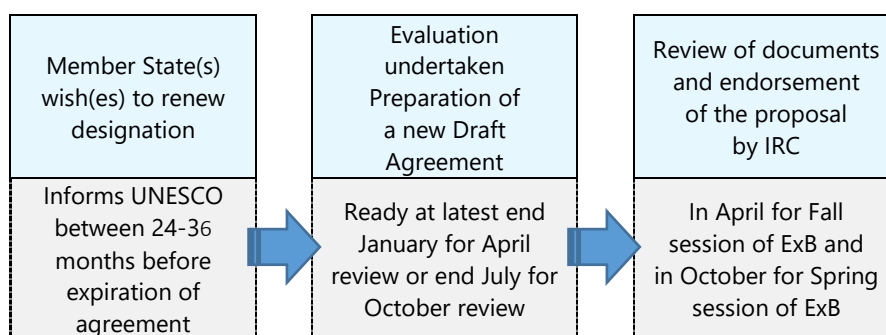 Member State(s)
wish(es) to renew
designation
Informs UNESCO
between 24-36
months before
expiration of
agreement
Evaluation
undertaken
Preparation of
a new Draft
Agreement
Ready at latest end
January for April
review or end July for
October review
Review of documents
and endorsement
of the proposal
by IRC
In April for Fall
session of ExB and
in October for Spring
session of ExB